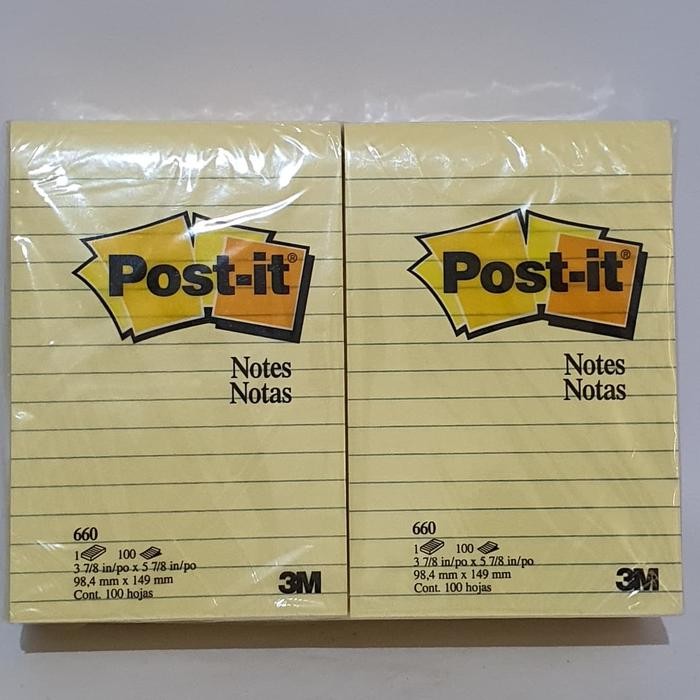 Post-it®
Notes
Notas
660
1 100
3 7/8 in/po x 5 7/8 in/po
98,4 mm x 149 mm
Cont. 100 hojas
3M
Post-it®
Notes
Notas
660
1 100
3 7/8 in/po x 5 7/8 in/po
98,4 mm x 149 mm
Cont. 100 hojas
3M